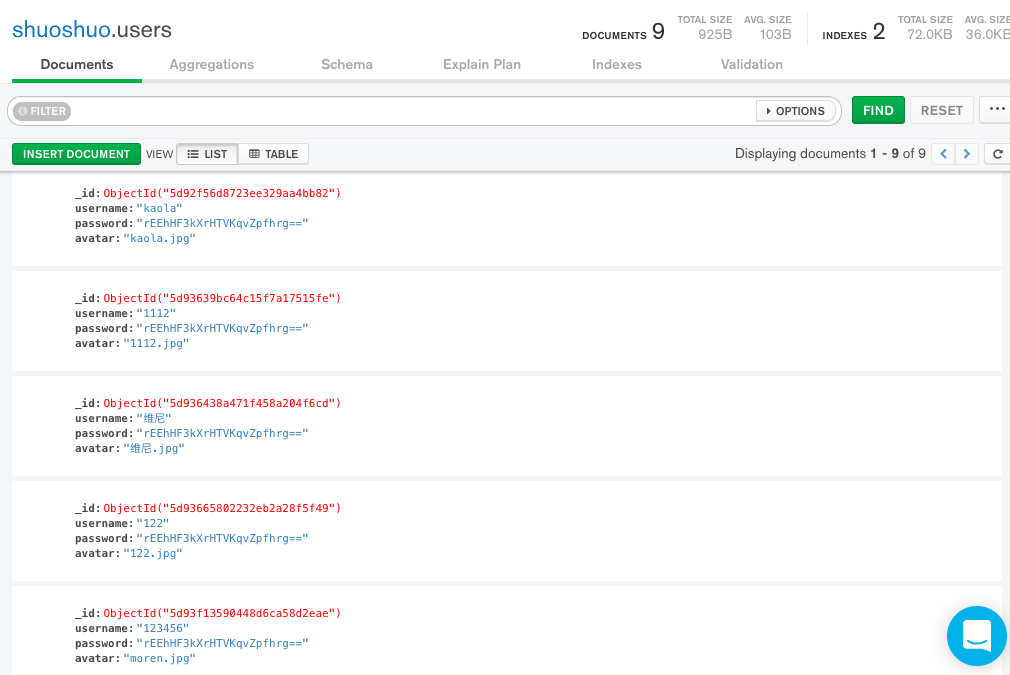 shuoshuo.users
DOCUMENTS 9 TOTAL SIZE 925B AVG. SIZE 103B INDEXES 2 TOTAL SIZE 72.0KB AVG. SIZE 36.0KB
Documents Aggregations Schema Explain Plan Indexes Validation
FILTER OPTIONS FIND RESET ...
INSERT DOCUMENT VIEW LIST TABLE Displaying documents 1 - 9 of 9
_id: ObjectId("5d92f56d8723ee329aa4bb82")
username: "kaola"
password: "rEEhHF3kXrHTVKqvZpfhrg=="
avatar: "kaola.jpg"
_id: ObjectId("5d93639bc64c15f7a17515fe")
username: "1112"
password: "rEEhHF3kXrHTVKqvZpfhrg=="
avatar: "1112.jpg"
_id: ObjectId("5d936438a471f458a204f6cd")
username: "维尼"
password: "rEEhHF3kXrHTVKqvZpfhrg=="
avatar: "维尼.jpg"
_id: ObjectId("5d93665802232eb2a28f5f49")
username: "122"
password: "rEEhHF3kXrHTVKqvZpfhrg=="
avatar: "122.jpg"
_id: ObjectId("5d93f13590448d6ca58d2eae")
username: "123456"
password: "rEEhHF3kXrHTVKqvZpfhrg=="
avatar: "moren.jpg"